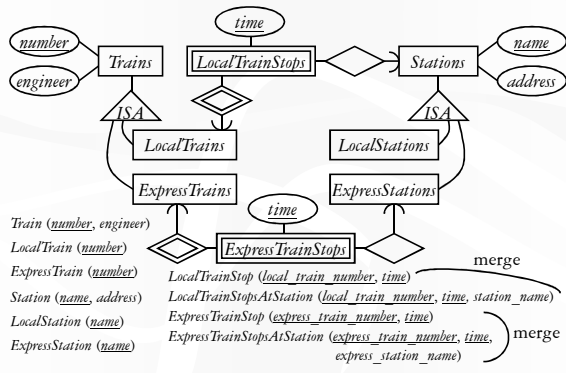 time
number
Trains
LocalTrainStops
Stations
name
engineer
address
ISA
ISA
LocalTrains
LocalStations
ExpressTrains
ExpressStations
time
ExpressTrainStops
Train (number, engineer)
LocalTrain (number)
ExpressTrain (number)
Station (name, address)
LocalStation (name)
ExpressStation (name)
LocalTrainStop (local_train_number, time)
merge
LocalTrainStopsAtStation (local_train_number, time, station_name)
ExpressTrainStop (express_train_number, time)
ExpressTrainStopsAtStation (express_train_number, time,
express_station_name)
merge